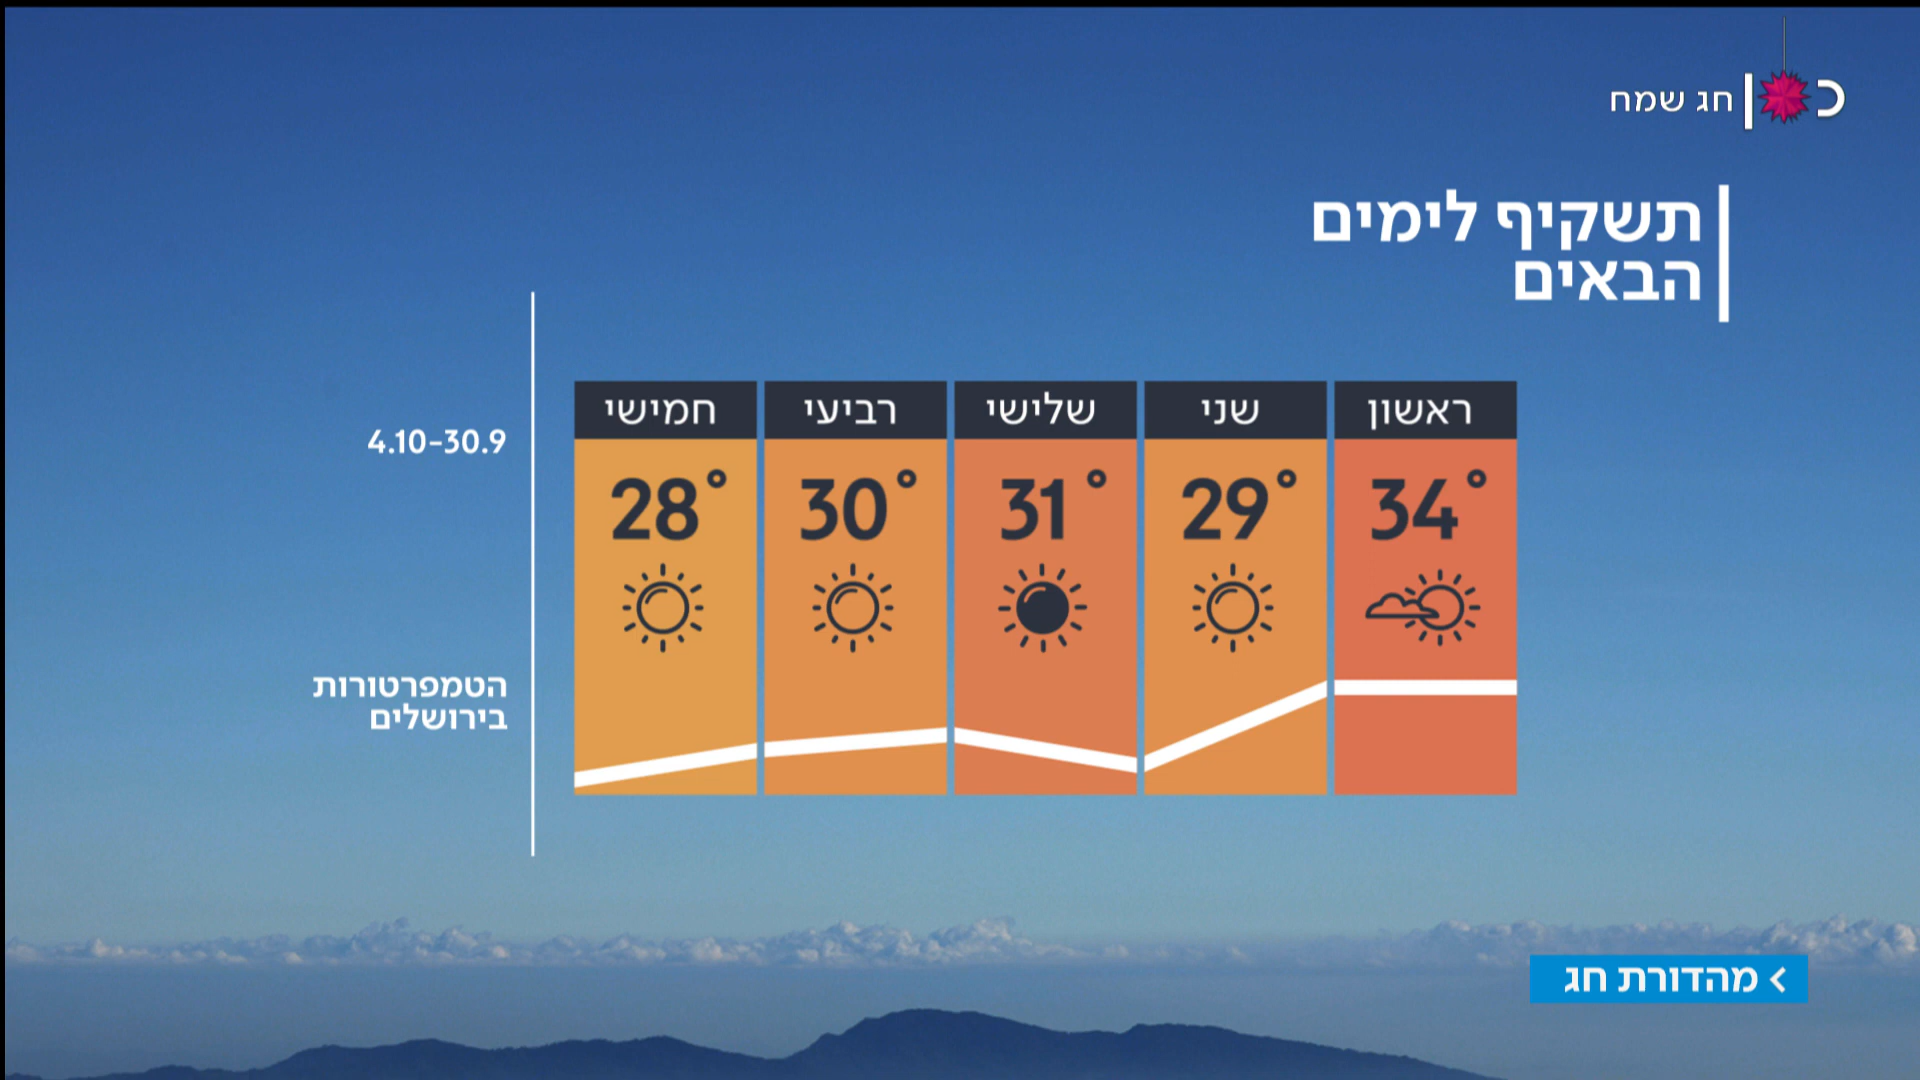 כאן חג שמח
תשקיף לימים
הבאים
ראשון שני שלישי רביעי חמישי
34° 29° 31° 30° 28°
4.10-30.9
הטמפרטורות
בירושלים
מהדורת חג